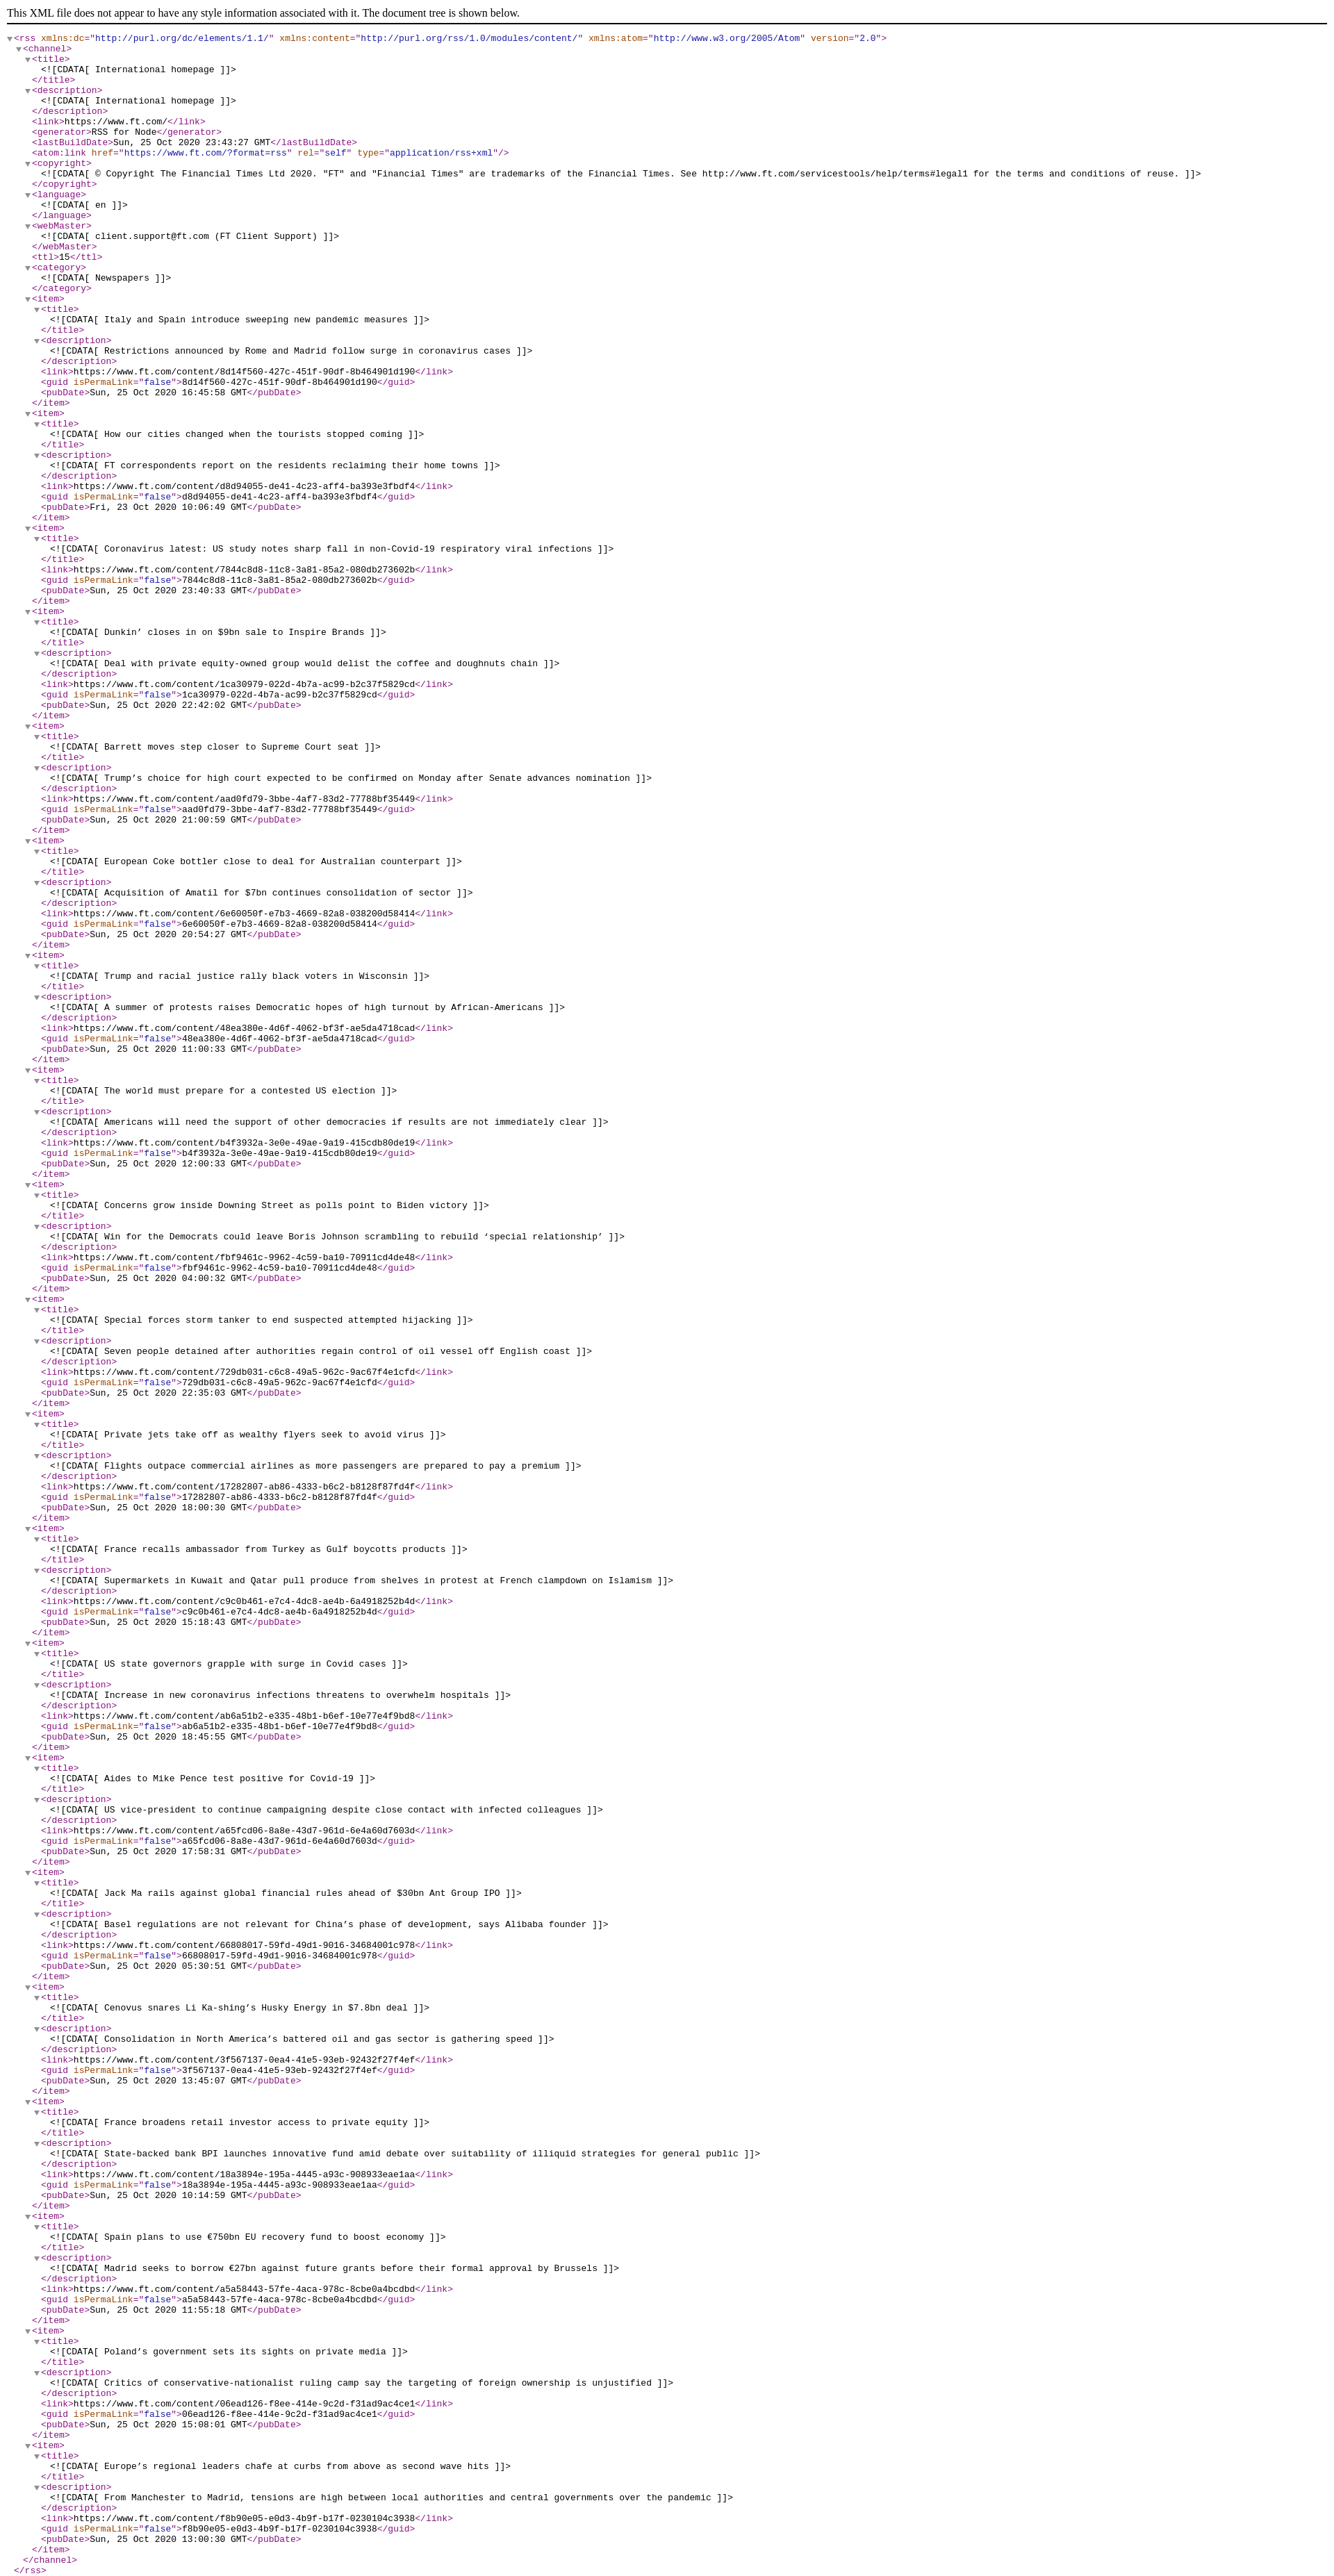 This XML file does not appear to have any style information associated with it. The document tree is shown below.
<rss xmlns:dc="http://purl.org/dc/elements/1.1/" xmlns:content="http://purl.org/rss/1.0/modules/content/" xmlns:atom="http://www.w3.org/2005/Atom" version="2.0">
<channel>
<title>
<![CDATA[ International homepage ]]>
</title>
<description>
<![CDATA[ International homepage ]]>
</description>
<link>https://www.ft.com/</link>
<generator>RSS for Node</generator>
<lastBuildDate>Sun, 25 Oct 2020 23:43:27 GMT</lastBuildDate>
<atom:link href="https://www.ft.com/?format=rss" rel="self" type="application/rss+xml"/>
<copyright>
<![CDATA[ © Copyright The Financial Times Ltd 2020. "FT" and "Financial Times" are trademarks of the Financial Times. See http://www.ft.com/servicestools/help/terms#legal1 for the terms and conditions of reuse. ]]>
</copyright>
<language>
<![CDATA[ en ]]>
</language>
<webMaster>
<![CDATA[ client.support@ft.com (FT Client Support) ]]>
</webMaster>
<ttl>15</ttl>
<category>
<![CDATA[ Newspapers ]]>
</category>
<item>
<title>
<![CDATA[ Italy and Spain introduce sweeping new pandemic measures ]]>
</title>
<description>
<![CDATA[ Restrictions announced by Rome and Madrid follow surge in coronavirus cases ]]>
</description>
<link>https://www.ft.com/content/8d14f560-427c-451f-90df-8b464901d190</link>
<guid isPermaLink="false">8d14f560-427c-451f-90df-8b464901d190</guid>
<pubDate>Sun, 25 Oct 2020 16:45:58 GMT</pubDate>
</item>
<item>
<title>
<![CDATA[ How our cities changed when the tourists stopped coming ]]>
</title>
<description>
<![CDATA[ FT correspondents report on the residents reclaiming their home towns ]]>
</description>
<link>https://www.ft.com/content/d8d94055-de41-4c23-aff4-ba393e3fbdf4</link>
<guid isPermaLink="false">d8d94055-de41-4c23-aff4-ba393e3fbdf4</guid>
<pubDate>Fri, 23 Oct 2020 10:06:49 GMT</pubDate>
</item>
<item>
<title>
<![CDATA[ Coronavirus latest: US study notes sharp fall in non-Covid-19 respiratory viral infections ]]>
</title>
<link>https://www.ft.com/content/7844c8d8-11c8-3a81-85a2-080db273602b</link>
<guid isPermaLink="false">7844c8d8-11c8-3a81-85a2-080db273602b</guid>
<pubDate>Sun, 25 Oct 2020 23:40:33 GMT</pubDate>
</item>
<item>
<title>
<![CDATA[ Dunkin’ closes in on $9bn sale to Inspire Brands ]]>
</title>
<description>
<![CDATA[ Deal with private equity-owned group would delist the coffee and doughnuts chain ]]>
</description>
<link>https://www.ft.com/content/1ca30979-022d-4b7a-ac99-b2c37f5829cd</link>
<guid isPermaLink="false">1ca30979-022d-4b7a-ac99-b2c37f5829cd</guid>
<pubDate>Sun, 25 Oct 2020 22:42:02 GMT</pubDate>
</item>
<item>
<title>
<![CDATA[ Barrett moves step closer to Supreme Court seat ]]>
</title>
<description>
<![CDATA[ Trump’s choice for high court expected to be confirmed on Monday after Senate advances nomination ]]>
</description>
<link>https://www.ft.com/content/aad0fd79-3bbe-4af7-83d2-77788bf35449</link>
<guid isPermaLink="false">aad0fd79-3bbe-4af7-83d2-77788bf35449</guid>
<pubDate>Sun, 25 Oct 2020 21:00:59 GMT</pubDate>
</item>
<item>
<title>
<![CDATA[ European Coke bottler close to deal for Australian counterpart ]]>
</title>
<description>
<![CDATA[ Acquisition of Amatil for $7bn continues consolidation of sector ]]>
</description>
<link>https://www.ft.com/content/6e60050f-e7b3-4669-82a8-038200d58414</link>
<guid isPermaLink="false">6e60050f-e7b3-4669-82a8-038200d58414</guid>
<pubDate>Sun, 25 Oct 2020 20:54:27 GMT</pubDate>
</item>
<item>
<title>
<![CDATA[ Trump and racial justice rally black voters in Wisconsin ]]>
</title>
<description>
<![CDATA[ A summer of protests raises Democratic hopes of high turnout by African-Americans ]]>
</description>
<link>https://www.ft.com/content/48ea380e-4d6f-4062-bf3f-ae5da4718cad</link>
<guid isPermaLink="false">48ea380e-4d6f-4062-bf3f-ae5da4718cad</guid>
<pubDate>Sun, 25 Oct 2020 11:00:33 GMT</pubDate>
</item>
<item>
<title>
<![CDATA[ The world must prepare for a contested US election ]]>
</title>
<description>
<![CDATA[ Americans will need the support of other democracies if results are not immediately clear ]]>
</description>
<link>https://www.ft.com/content/b4f3932a-3e0e-49ae-9a19-415cdb80de19</link>
<guid isPermaLink="false">b4f3932a-3e0e-49ae-9a19-415cdb80de19</guid>
<pubDate>Sun, 25 Oct 2020 12:00:33 GMT</pubDate>
</item>
<item>
<title>
<![CDATA[ Concerns grow inside Downing Street as polls point to Biden victory ]]>
</title>
<description>
<![CDATA[ Win for the Democrats could leave Boris Johnson scrambling to rebuild ‘special relationship’ ]]>
</description>
<link>https://www.ft.com/content/fbf9461c-9962-4c59-ba10-70911cd4de48</link>
<guid isPermaLink="false">fbf9461c-9962-4c59-ba10-70911cd4de48</guid>
<pubDate>Sun, 25 Oct 2020 04:00:32 GMT</pubDate>
</item>
<item>
<title>
<![CDATA[ Special forces storm tanker to end suspected attempted hijacking ]]>
</title>
<description>
<![CDATA[ Seven people detained after authorities regain control of oil vessel off English coast ]]>
</description>
<link>https://www.ft.com/content/729db031-c6c8-49a5-962c-9ac67f4e1cfd</link>
<guid isPermaLink="false">729db031-c6c8-49a5-962c-9ac67f4e1cfd</guid>
<pubDate>Sun, 25 Oct 2020 22:35:03 GMT</pubDate>
</item>
<item>
<title>
<![CDATA[ Private jets take off as wealthy flyers seek to avoid virus ]]>
</title>
<description>
<![CDATA[ Flights outpace commercial airlines as more passengers are prepared to pay a premium ]]>
</description>
<link>https://www.ft.com/content/17282807-ab86-4333-b6c2-b8128f87fd4f</link>
<guid isPermaLink="false">17282807-ab86-4333-b6c2-b8128f87fd4f</guid>
<pubDate>Sun, 25 Oct 2020 18:00:30 GMT</pubDate>
</item>
<item>
<title>
<![CDATA[ France recalls ambassador from Turkey as Gulf boycotts products ]]>
</title>
<description>
<![CDATA[ Supermarkets in Kuwait and Qatar pull produce from shelves in protest at French clampdown on Islamism ]]>
</description>
<link>https://www.ft.com/content/c9c0b461-e7c4-4dc8-ae4b-6a4918252b4d</link>
<guid isPermaLink="false">c9c0b461-e7c4-4dc8-ae4b-6a4918252b4d</guid>
<pubDate>Sun, 25 Oct 2020 15:18:43 GMT</pubDate>
</item>
<item>
<title>
<![CDATA[ US state governors grapple with surge in Covid cases ]]>
</title>
<description>
<![CDATA[ Increase in new coronavirus infections threatens to overwhelm hospitals ]]>
</description>
<link>https://www.ft.com/content/ab6a51b2-e335-48b1-b6ef-10e77e4f9bd8</link>
<guid isPermaLink="false">ab6a51b2-e335-48b1-b6ef-10e77e4f9bd8</guid>
<pubDate>Sun, 25 Oct 2020 18:45:55 GMT</pubDate>
</item>
<item>
<title>
<![CDATA[ Aides to Mike Pence test positive for Covid-19 ]]>
</title>
<description>
<![CDATA[ US vice-president to continue campaigning despite close contact with infected colleagues ]]>
</description>
<link>https://www.ft.com/content/a65fcd06-8a8e-43d7-961d-6e4a60d7603d</link>
<guid isPermaLink="false">a65fcd06-8a8e-43d7-961d-6e4a60d7603d</guid>
<pubDate>Sun, 25 Oct 2020 17:58:31 GMT</pubDate>
</item>
<item>
<title>
<![CDATA[ Jack Ma rails against global financial rules ahead of $30bn Ant Group IPO ]]>
</title>
<description>
<![CDATA[ Basel regulations are not relevant for China’s phase of development, says Alibaba founder ]]>
</description>
<link>https://www.ft.com/content/66808017-59fd-49d1-9016-34684001c978</link>
<guid isPermaLink="false">66808017-59fd-49d1-9016-34684001c978</guid>
<pubDate>Sun, 25 Oct 2020 05:30:51 GMT</pubDate>
</item>
<item>
<title>
<![CDATA[ Cenovus snares Li Ka-shing’s Husky Energy in $7.8bn deal ]]>
</title>
<description>
<![CDATA[ Consolidation in North America’s battered oil and gas sector is gathering speed ]]>
</description>
<link>https://www.ft.com/content/3f567137-0ea4-41e5-93eb-92432f27f4ef</link>
<guid isPermaLink="false">3f567137-0ea4-41e5-93eb-92432f27f4ef</guid>
<pubDate>Sun, 25 Oct 2020 13:45:07 GMT</pubDate>
</item>
<item>
<title>
<![CDATA[ France broadens retail investor access to private equity ]]>
</title>
<description>
<![CDATA[ State-backed bank BPI launches innovative fund amid debate over suitability of illiquid strategies for general public ]]>
</description>
<link>https://www.ft.com/content/18a3894e-195a-4445-a93c-908933eae1aa</link>
<guid isPermaLink="false">18a3894e-195a-4445-a93c-908933eae1aa</guid>
<pubDate>Sun, 25 Oct 2020 10:14:59 GMT</pubDate>
</item>
<item>
<title>
<![CDATA[ Spain plans to use €750bn EU recovery fund to boost economy ]]>
</title>
<description>
<![CDATA[ Madrid seeks to borrow €27bn against future grants before their formal approval by Brussels ]]>
</description>
<link>https://www.ft.com/content/a5a58443-57fe-4aca-978c-8cbe0a4bcdbd</link>
<guid isPermaLink="false">a5a58443-57fe-4aca-978c-8cbe0a4bcdbd</guid>
<pubDate>Sun, 25 Oct 2020 11:55:18 GMT</pubDate>
</item>
<item>
<title>
<![CDATA[ Poland’s government sets its sights on private media ]]>
</title>
<description>
<![CDATA[ Critics of conservative-nationalist ruling camp say the targeting of foreign ownership is unjustified ]]>
</description>
<link>https://www.ft.com/content/06ead126-f8ee-414e-9c2d-f31ad9ac4ce1</link>
<guid isPermaLink="false">06ead126-f8ee-414e-9c2d-f31ad9ac4ce1</guid>
<pubDate>Sun, 25 Oct 2020 15:08:01 GMT</pubDate>
</item>
<item>
<title>
<![CDATA[ Europe’s regional leaders chafe at curbs from above as second wave hits ]]>
</title>
<description>
<![CDATA[ From Manchester to Madrid, tensions are high between local authorities and central governments over the pandemic ]]>
</description>
<link>https://www.ft.com/content/f8b90e05-e0d3-4b9f-b17f-0230104c3938</link>
<guid isPermaLink="false">f8b90e05-e0d3-4b9f-b17f-0230104c3938</guid>
<pubDate>Sun, 25 Oct 2020 13:00:30 GMT</pubDate>
</item>
</channel>
</rss>